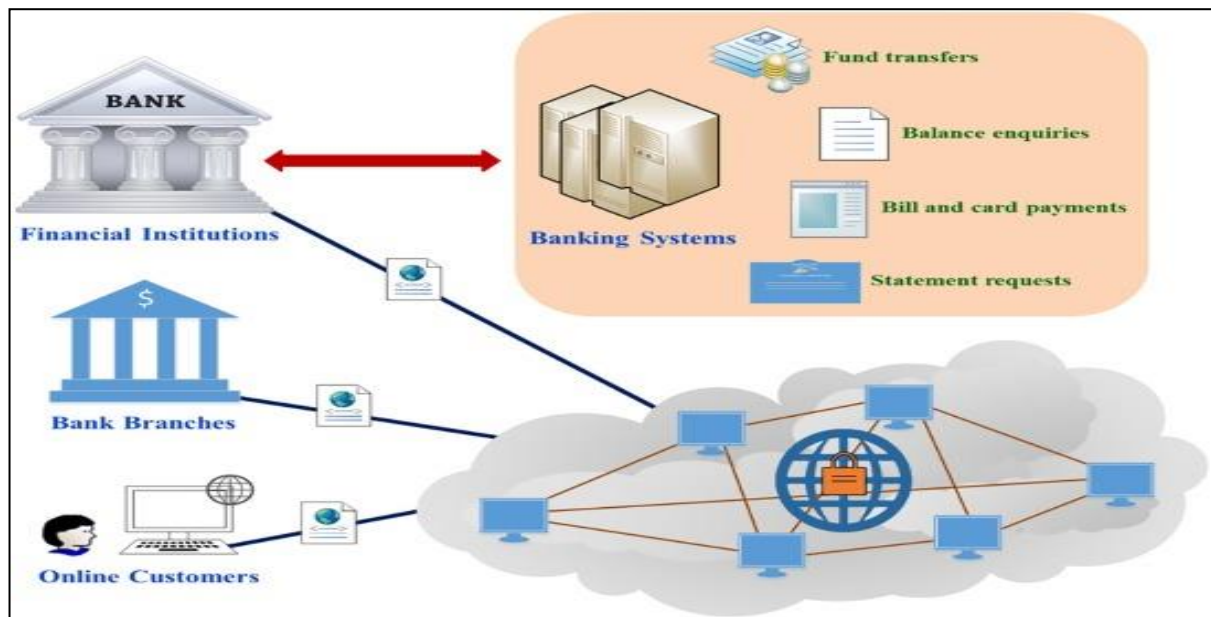 BANK
Financial Institutions
Fund transfers
Balance enquiries
Bill and card payments
Statement requests
Banking Systems
$
Bank Branches
Online Customers